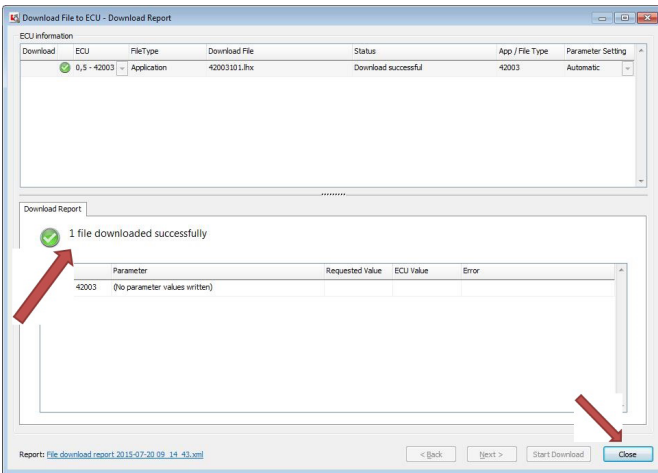 Download File to ECU - Download Report
ECU information
Download ECU FileType Download File Status App / File Type Parameter Setting
0,5 - 42003 Application 42003101.lhx Download successful 42003 Automatic
Download Report
1 file downloaded successfully
Parameter Requested Value ECU Value Error
42003 (No parameter values written)
Report: File download report 2015-07-20 09_14_43.xml < Back Next > Start Download Close